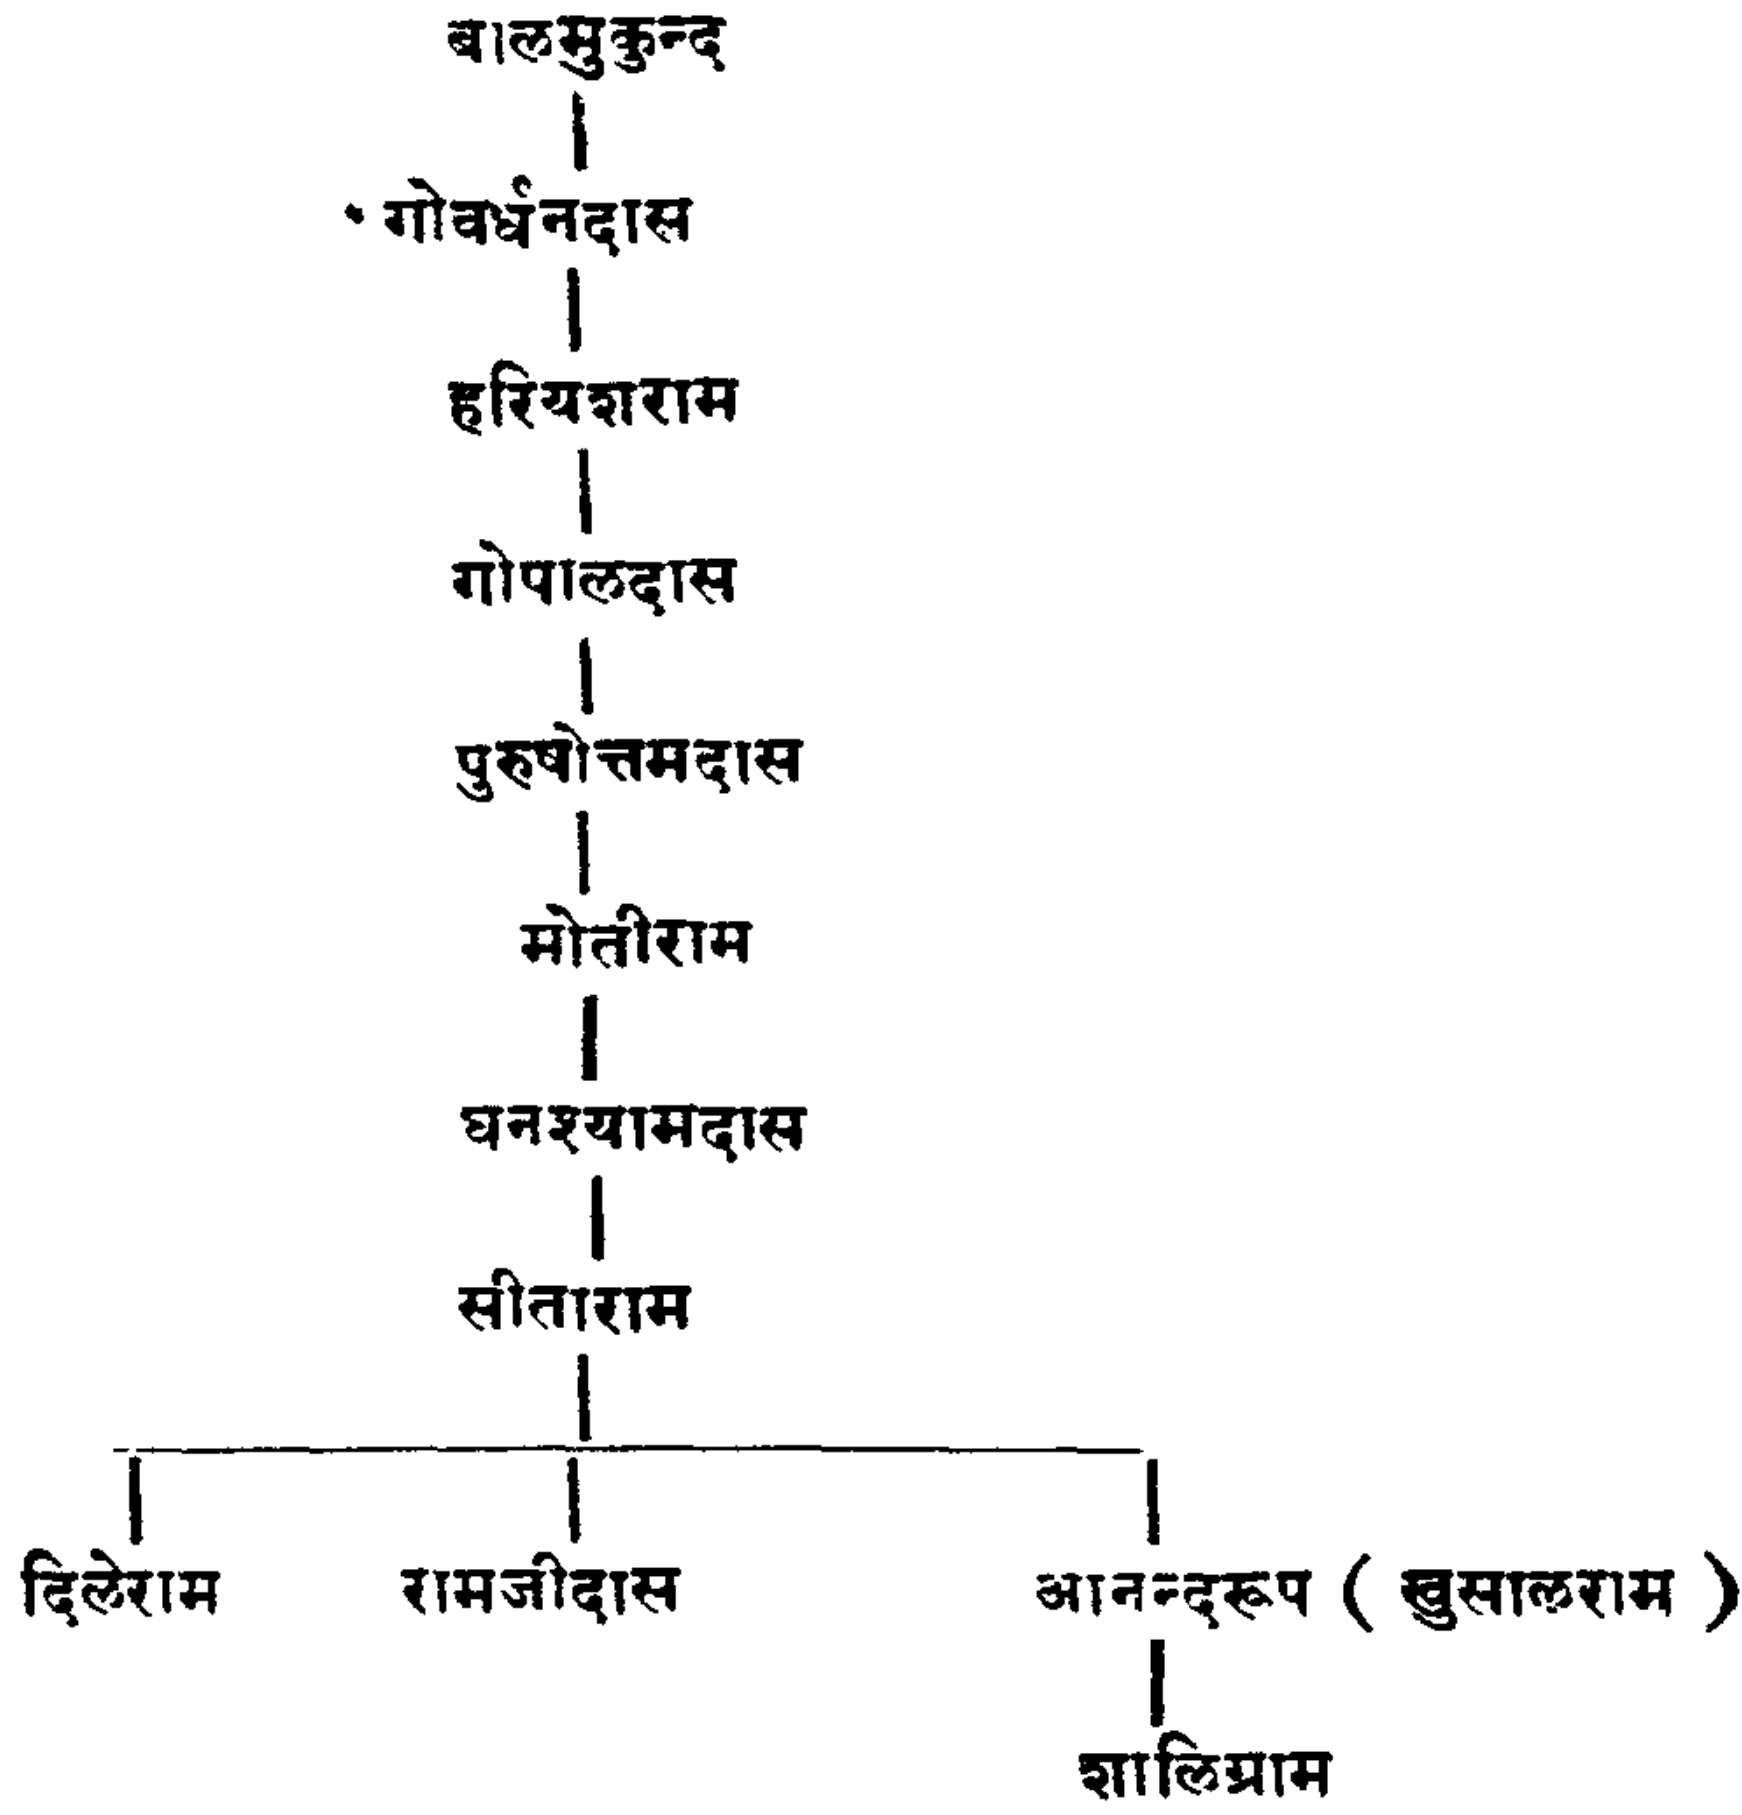 बालमुकुन्द
गोवर्धनदास
हरियशराम
गोपालदास
पुरुषोत्तमदास
मोतीराम
घनश्यामदास
सीताराम
दिलेराम रामजीदास आनन्दरूप ( खुसालराम )
शालिग्राम